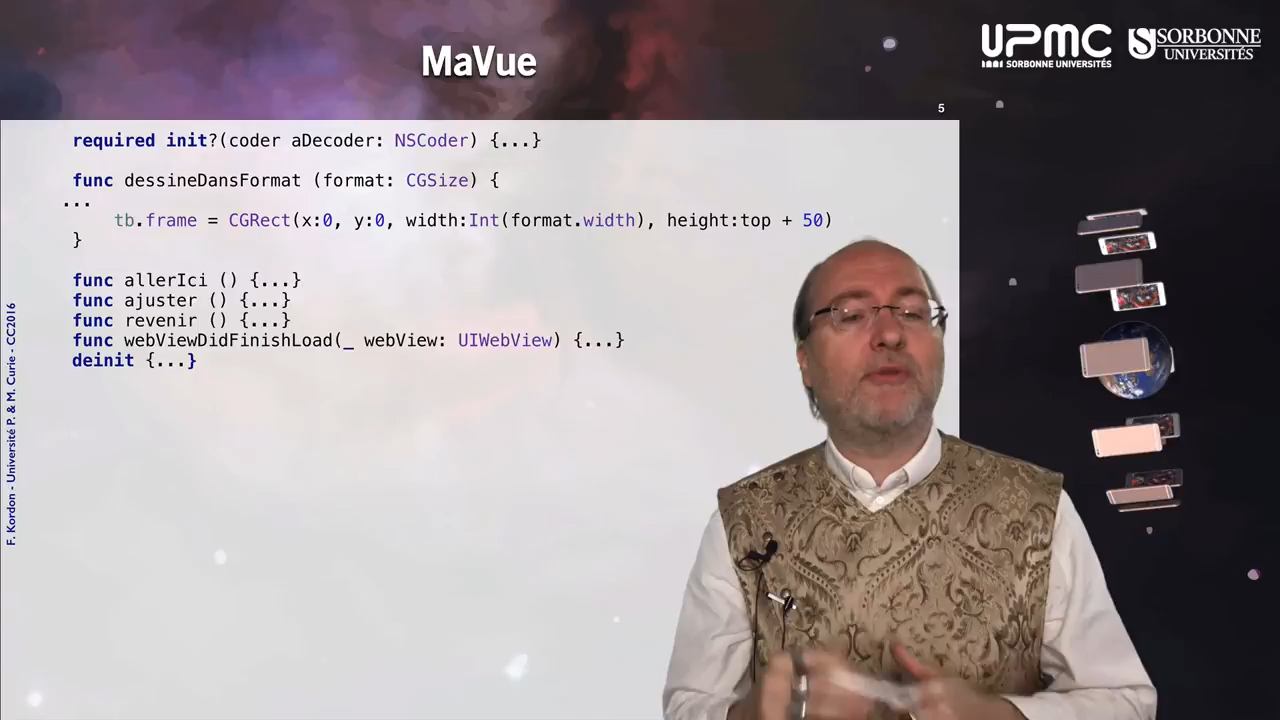 UPMC
SORBONNE UNIVERSITÉS
SORBONNE
UNIVERSITÉS
MaVue
5
required init?(coder aDecoder: NSCoder) {...}
func dessineDansFormat (format: CGSize) {
...
tb.frame = CGRect(x:0, y:0, width:Int(format.width), height:top + 50)
}
func allerIci () {...}
func ajuster () {...}
func revenir () {...}
func webViewDidFinishLoad(_ webView: UIWebView) {...}
deinit {...}
F. Kordon - Université P. & M. Curie - CC2016